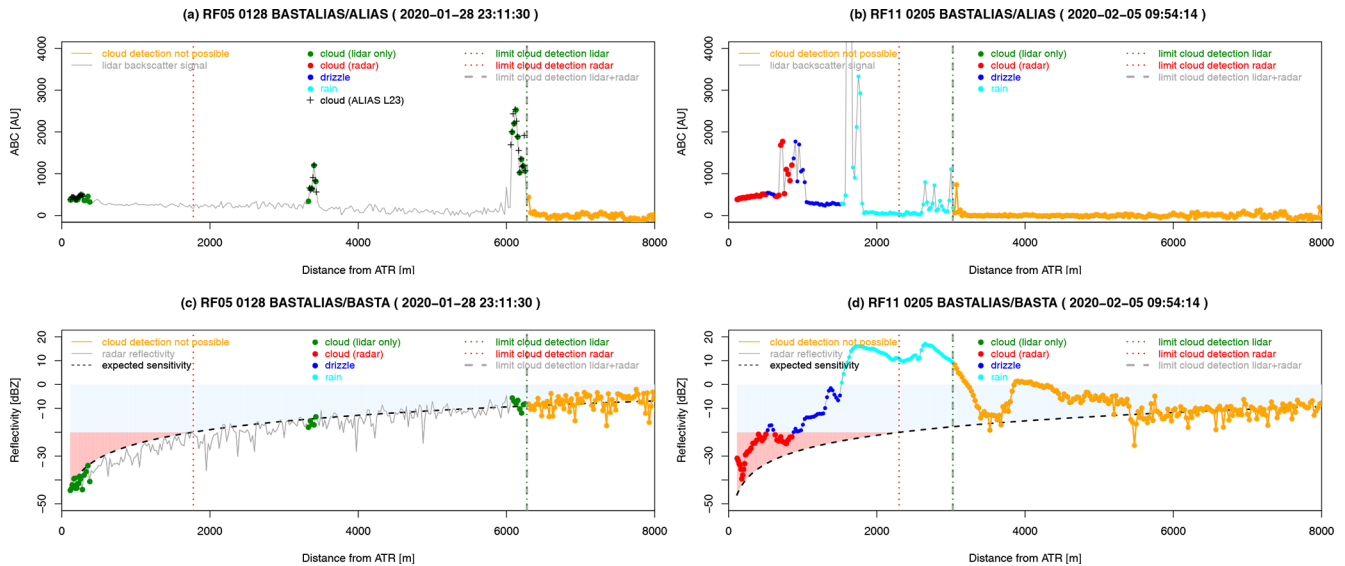 (a) RF05 0128 BASTALIAS/ALIAS ( 2020−01−28 23:11:30 )
ABC [AU]
4000
3000
2000
1000
0
cloud detection not possible
lidar backscatter signal
cloud (lidar only)
cloud (radar)
drizzle
rain
cloud (ALIAS L23)
limit cloud detection lidar
limit cloud detection radar
limit cloud detection lidar+radar
0 2000 4000 6000 8000
Distance from ATR [m]
(b) RF11 0205 BASTALIAS/ALIAS ( 2020−02−05 09:54:14 )
ABC [AU]
4000
3000
2000
1000
0
cloud detection not possible
lidar backscatter signal
cloud (lidar only)
cloud (radar)
drizzle
rain
limit cloud detection lidar
limit cloud detection radar
limit cloud detection lidar+radar
0 2000 4000 6000 8000
Distance from ATR [m]
(c) RF05 0128 BASTALIAS/BASTA ( 2020−01−28 23:11:30 )
Reflectivity [dBZ]
20
10
0
−10
−30
−50
cloud detection not possible
radar reflectivity
expected sensitivity
cloud (lidar only)
cloud (radar)
drizzle
rain
limit cloud detection lidar
limit cloud detection radar
limit cloud detection lidar+radar
0 2000 4000 6000 8000
Distance from ATR [m]
(d) RF11 0205 BASTALIAS/BASTA ( 2020−02−05 09:54:14 )
Reflectivity [dBZ]
20
10
0
−10
−30
−50
cloud detection not possible
radar reflectivity
expected sensitivity
cloud (lidar only)
cloud (radar)
drizzle
rain
limit cloud detection lidar
limit cloud detection radar
limit cloud detection lidar+radar
0 2000 4000 6000 8000
Distance from ATR [m]